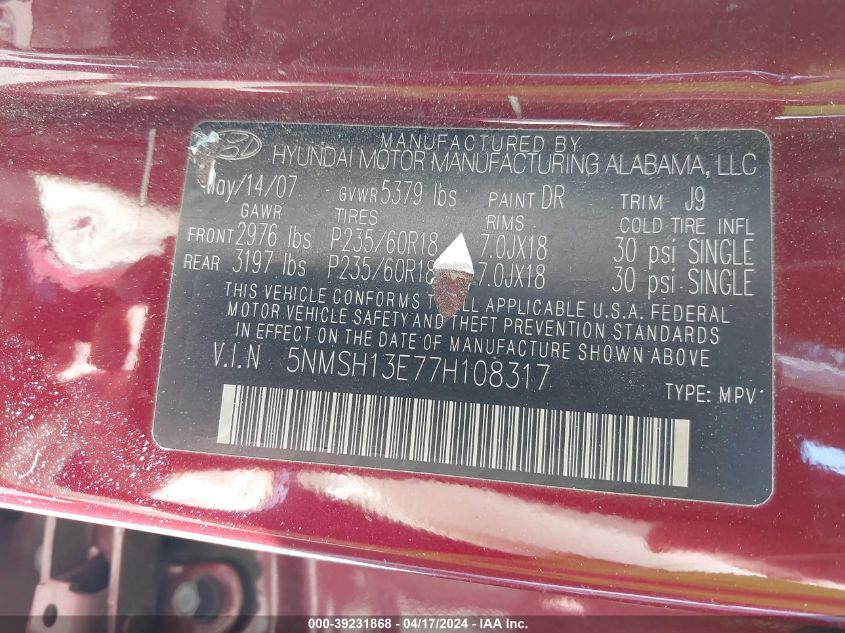 MANUFACTURED BY
HYUNDAI MOTOR MANUFACTURING ALABAMA, LLC
May/14/07 GVWR 5379 lbs PAINT DR TRIM J9
GAWR TIRES RIMS COLD TIRE INFL
FRONT 2976 lbs P235/60R18 7.0JX18 30 psi SINGLE
REAR 3197 lbs P235/60R18 7.0JX18 30 psi SINGLE
THIS VEHICLE CONFORMS TO ALL APPLICABLE U.S.A. FEDERAL
MOTOR VEHICLE SAFETY AND THEFT PREVENTION STANDARDS
IN EFFECT ON THE DATE OF MANUFACTURE SHOWN ABOVE
V.I.N 5NMSH13E77H108317
TYPE: MPV
000-39231868 - 04/17/2024 - IAA Inc.